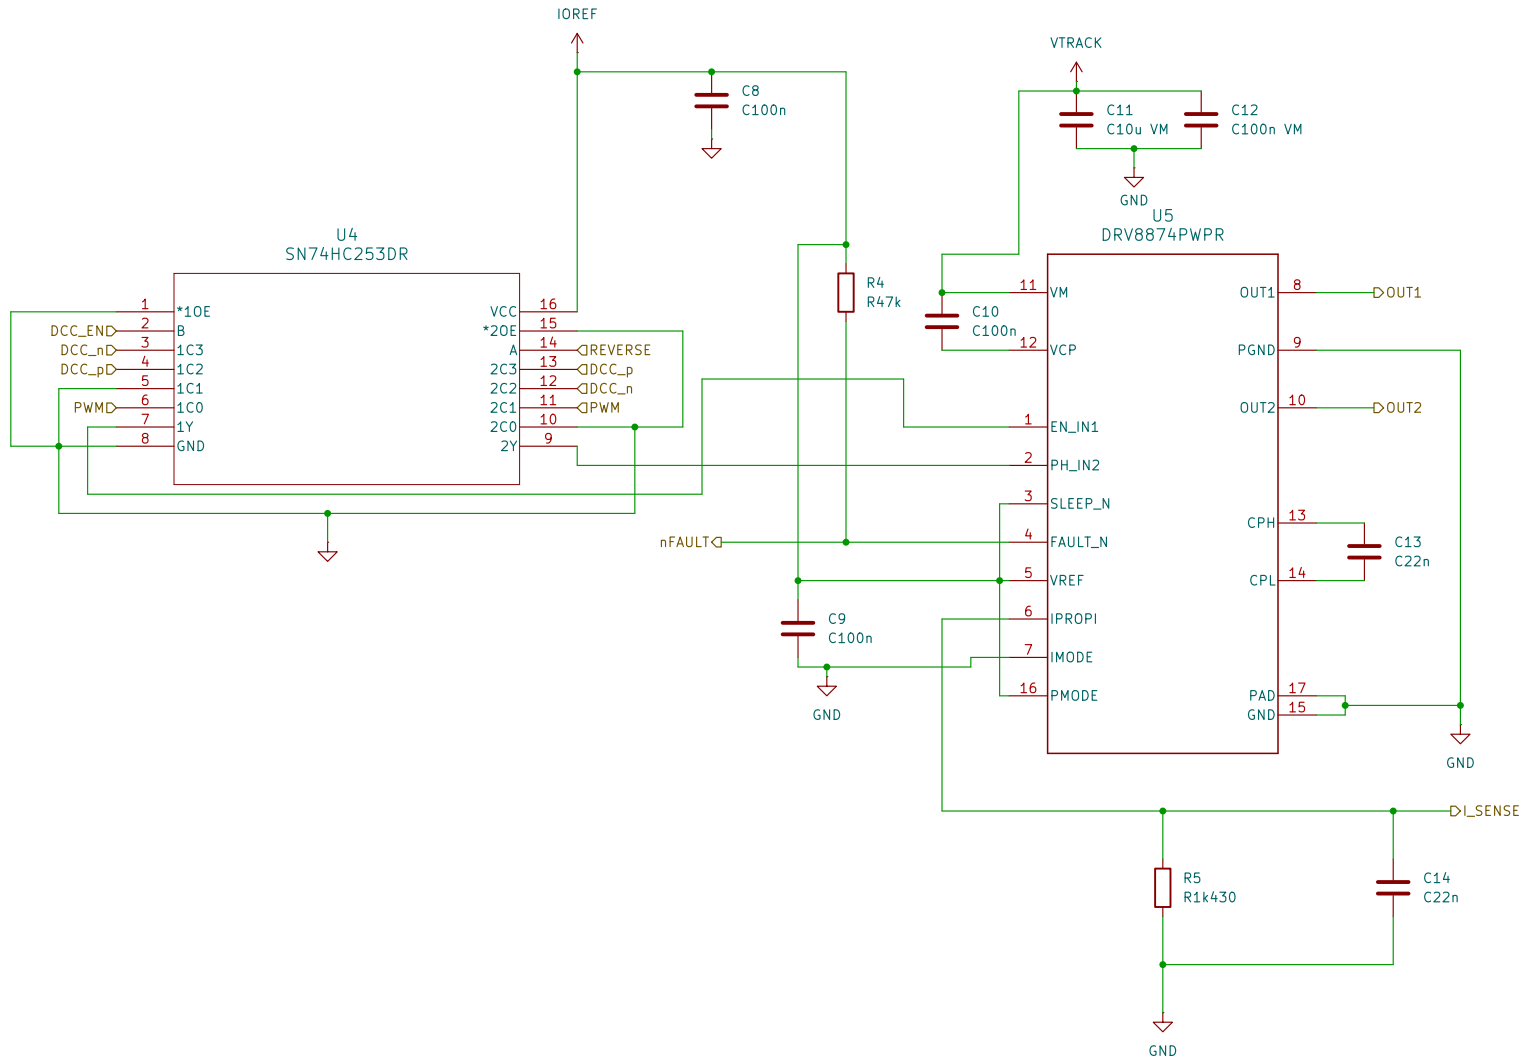 IOREF
C8
C100n
VTRACK
C11
C10u VM
C12
C100n VM
GND
U4
SN74HC253DR
1
*1OE
DCC_EN
2
B
DCC_n
3
1C3
DCC_p
4
1C2
5
1C1
PWM
6
1C0
7
1Y
8
GND
VCC
16
*2OE
15
A
14
REVERSE
2C3
13
DCC_p
2C2
12
DCC_n
2C1
11
PWM
2C0
10
2Y
9
R4
R47k
C10
C100n
nFAULT
C9
C100n
GND
U5
DRV8874PWPR
11
VM
12
VCP
1
EN_IN1
2
PH_IN2
3
SLEEP_N
4
FAULT_N
5
VREF
6
IPROPI
7
IMODE
16
PMODE
OUT1
8
OUT1
PGND
9
OUT2
10
OUT2
CPH
13
CPL
14
C13
C22n
PAD
17
GND
15
GND
I_SENSE
R5
R1k430
C14
C22n
GND